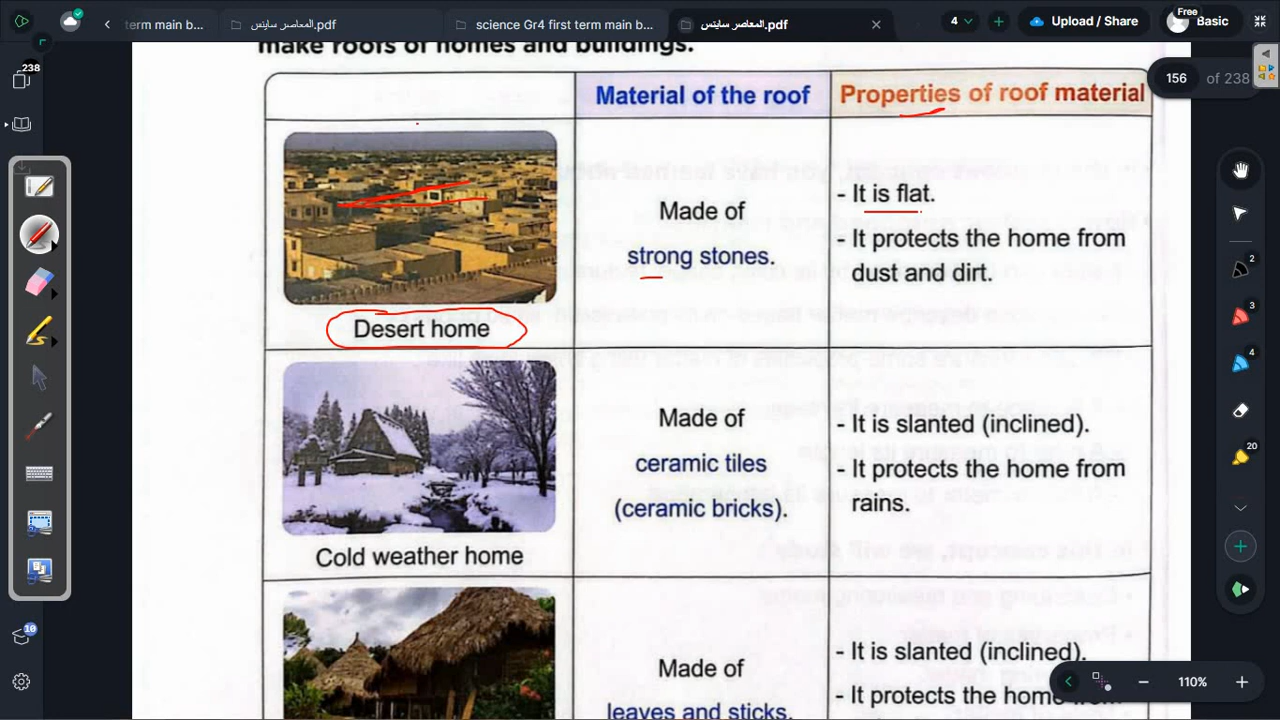 term main b...
المعاصر ساينس.pdf
science Gr4 first term main b...
المعاصر ساينس.pdf
4
Upload / Share
Free
Basic
238
156 of 238
make roofs of homes and buildings.
Material of the roof
Properties of roof material
Made of
strong stones.
- It is flat.
- It protects the home from
dust and dirt.
Desert home
Made of
ceramic tiles
(ceramic bricks).
- It is slanted (inclined).
- It protects the home from
rains.
Cold weather home
Made of
leaves and sticks.
- It is slanted (inclined).
- It protects the home from
2
3
4
20
10
110%